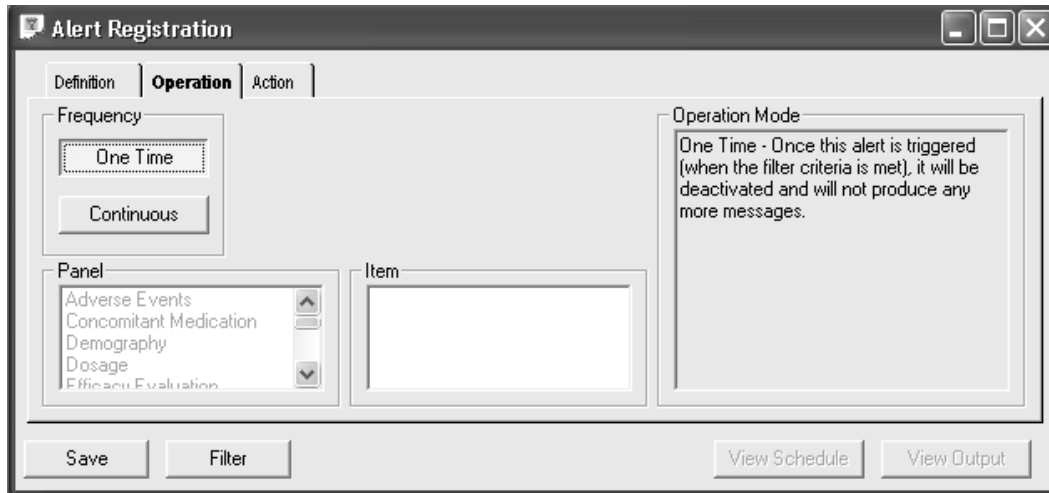 Alert Registration
Definition Operation Action
Frequency
One Time
Continuous
Operation Mode
One Time - Once this alert is triggered
(when the filter criteria is met), it will be
deactivated and will not produce any
more messages.
Panel
Adverse Events
Concomitant Medication
Demography
Dosage
Efficacy Evaluation
Item
Save Filter View Schedule View Output